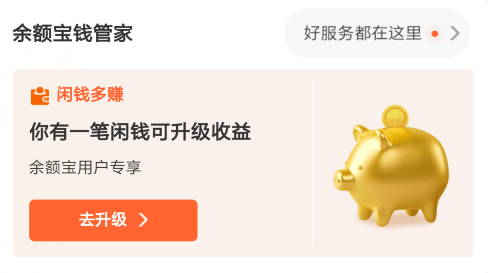 余额宝钱管家
好服务都在这里
闲钱多赚
你有一笔闲钱可升级收益
余额宝用户专享
去升级